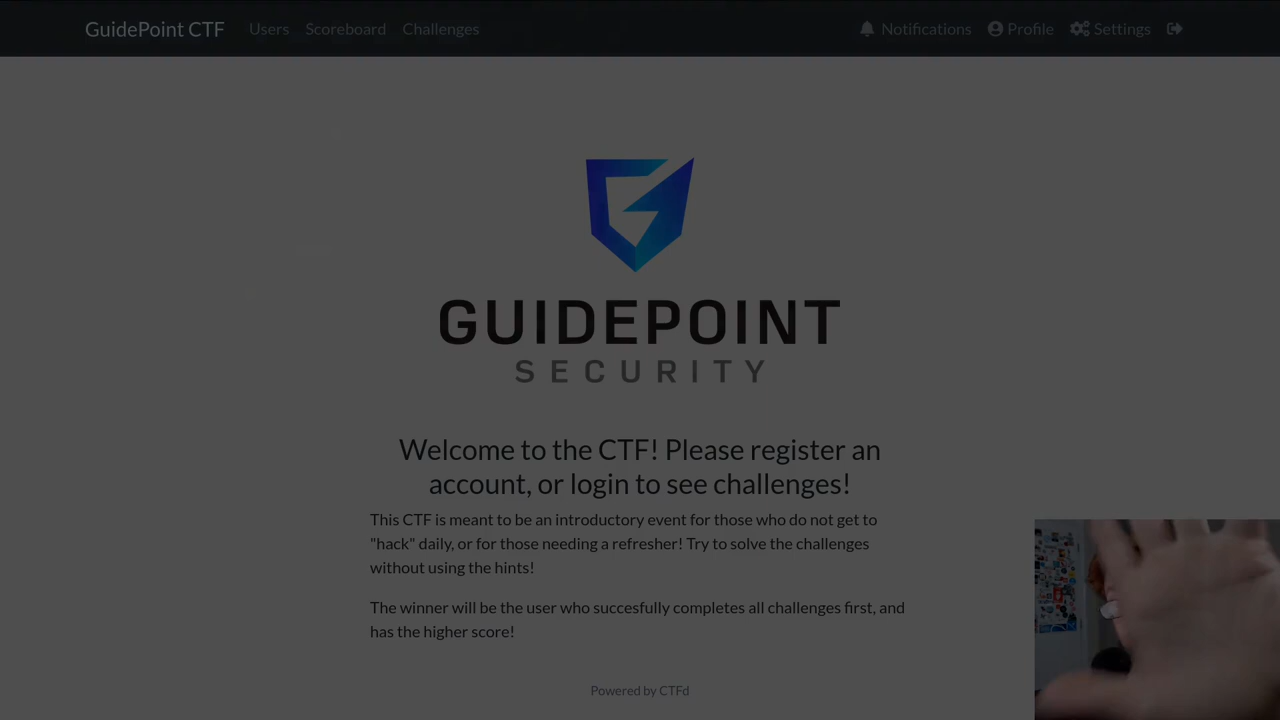 GuidePoint CTF Users Scoreboard Challenges Notifications Profile Settings
GUIDEPOINT
SECURITY
Welcome to the CTF! Please register an
account, or login to see challenges!
This CTF is meant to be an introductory event for those who do not get to
"hack" daily, or for those needing a refresher! Try to solve the challenges
without using the hints!
The winner will be the user who succesfully completes all challenges first, and
has the higher score!
Powered by CTFd